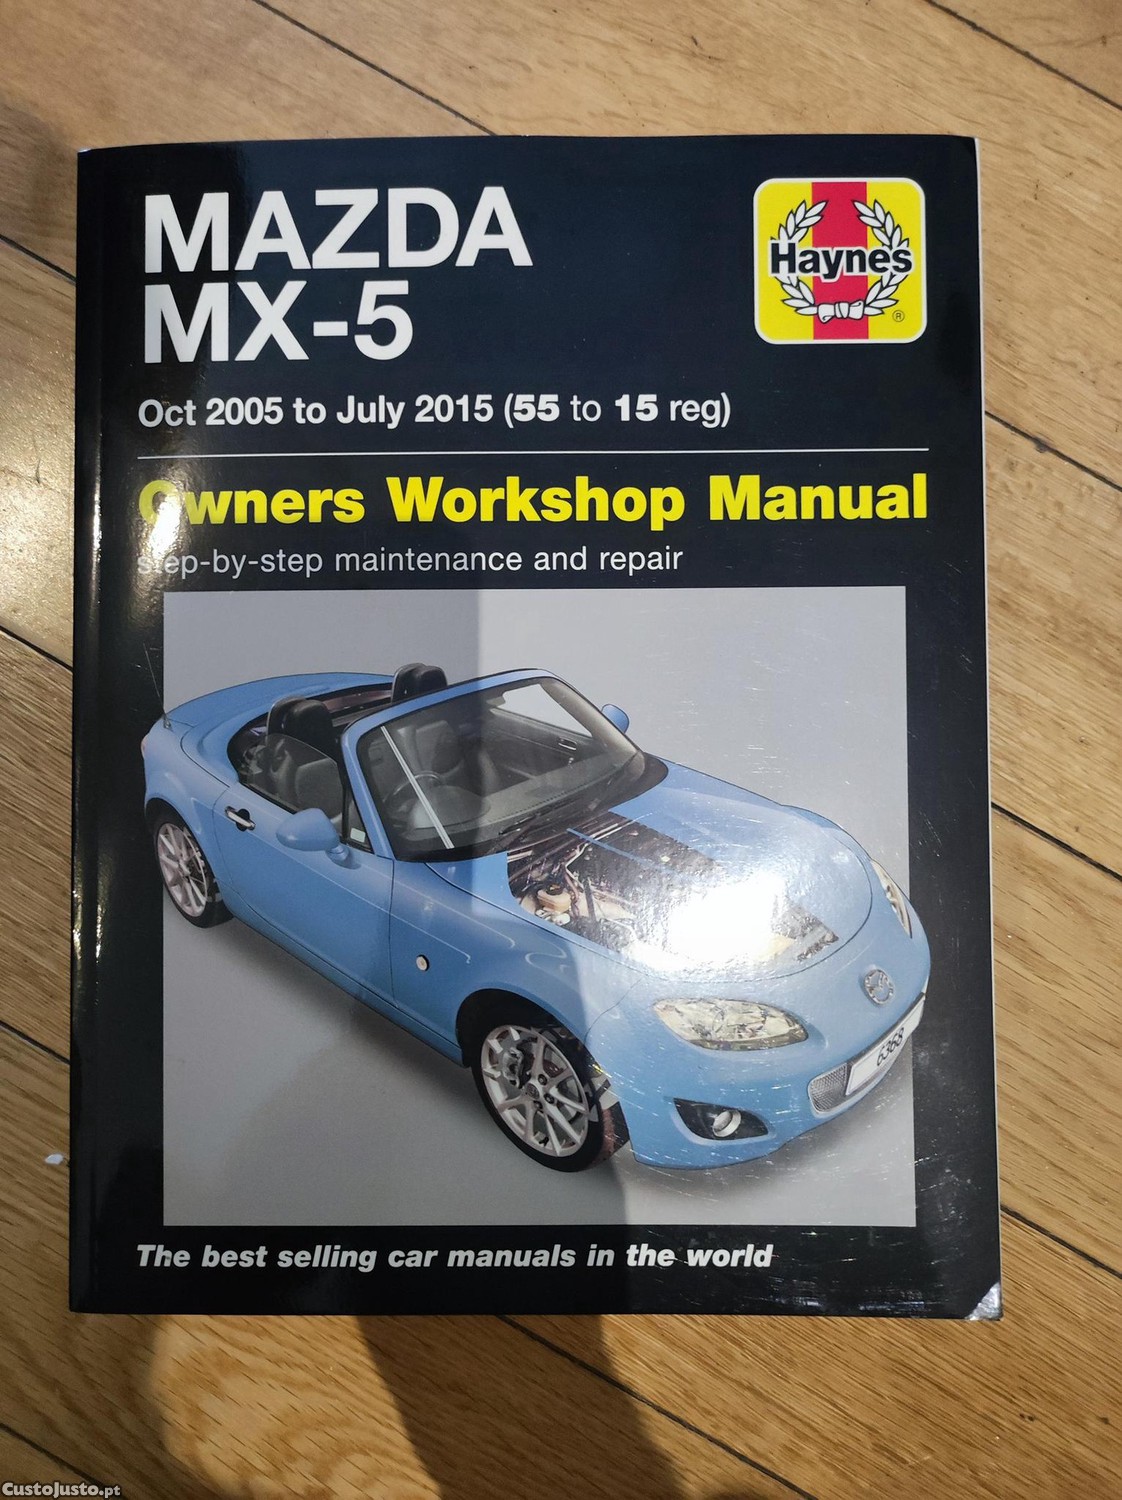 MAZDA
MX-5
Haynes
®
Oct 2005 to July 2015 (55 to 15 reg)
Owners Workshop Manual
step-by-step maintenance and repair
6368
The best selling car manuals in the world
CustoJusto.pt